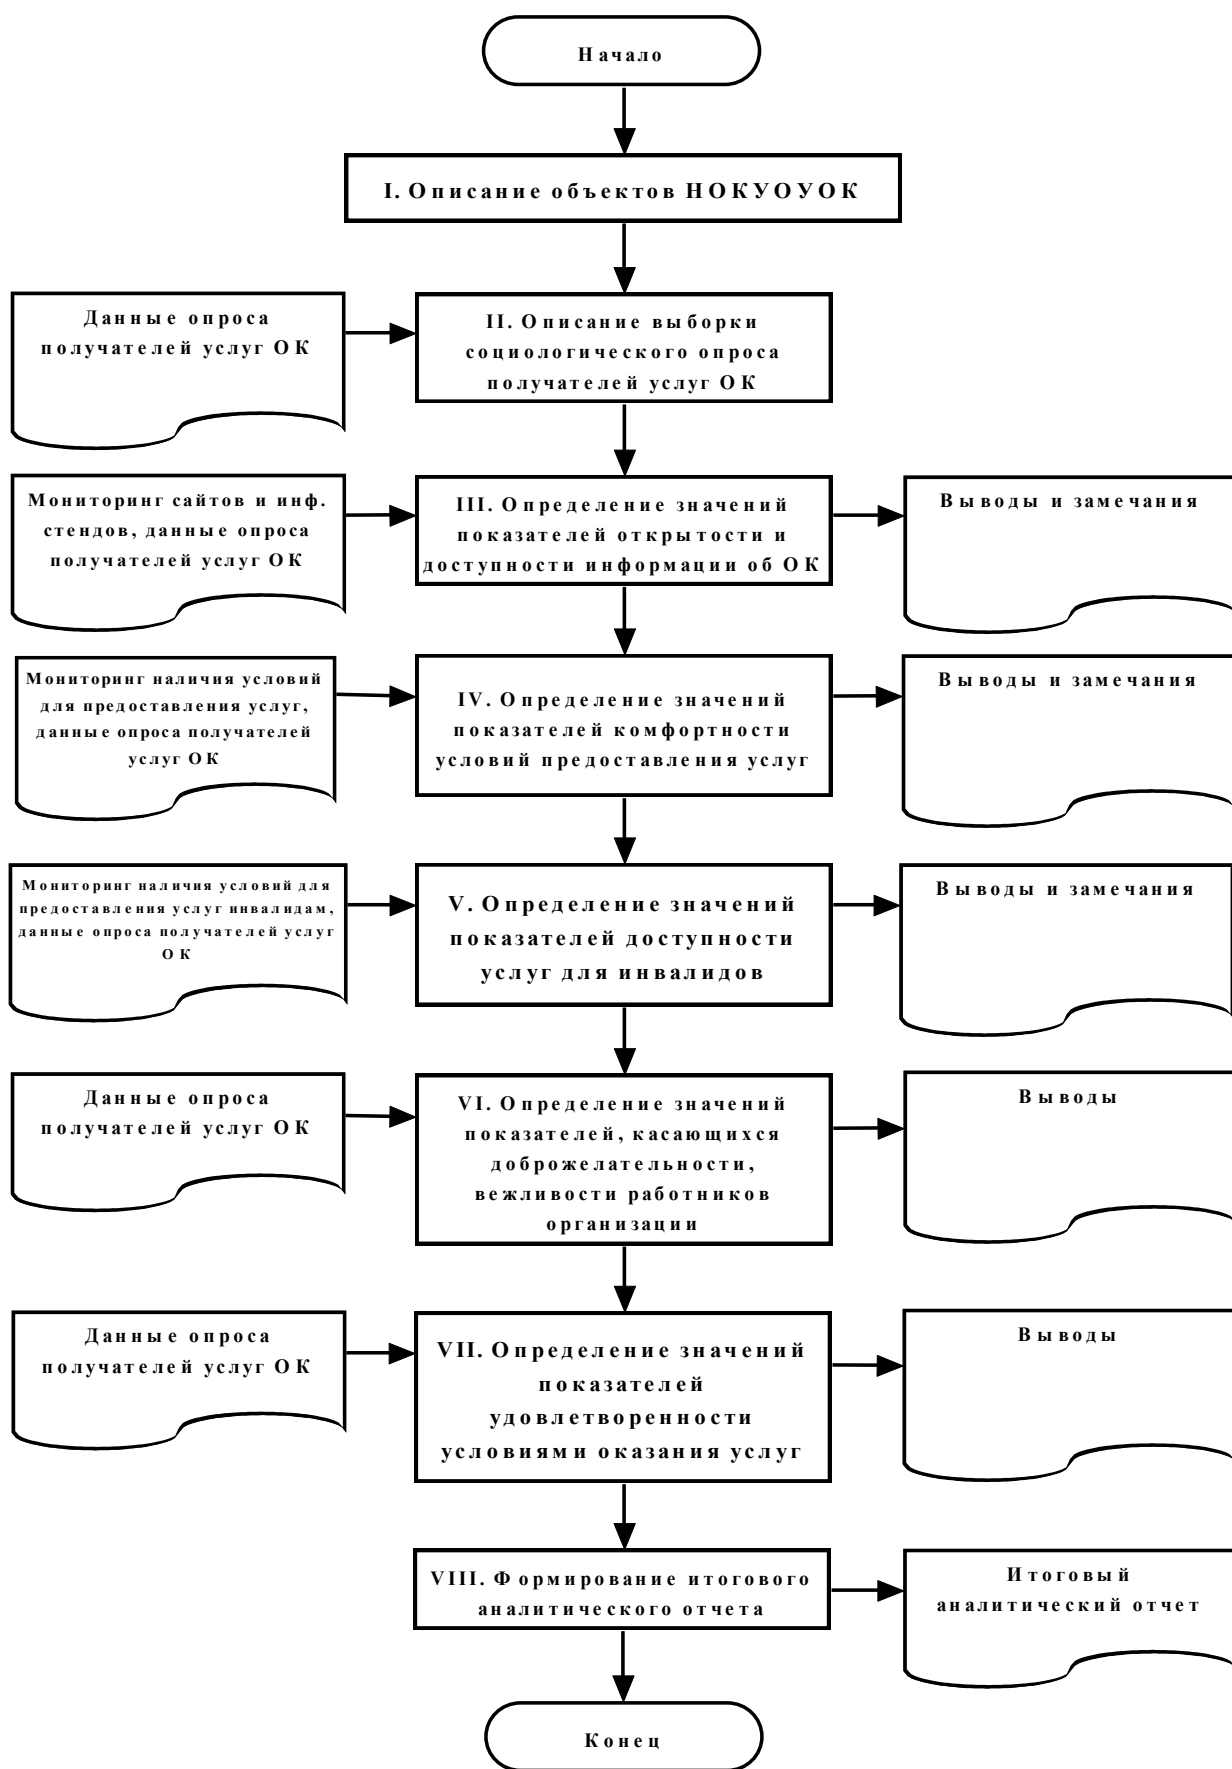 Начало
I. Описание объектов НОКУОУОК
Данные опроса
получателей услуг ОК
II. Описание выборки
социологического опроса
получателей услуг ОК
Мониторинг сайтов и инф.
стендов, данные опроса
получателей услуг ОК
III. Определение значений
показателей открытости и
доступности информации об ОК
Выводы и замечания
Мониторинг наличия условий
для предоставления услуг,
данные опроса получателей
услуг ОК
IV. Определение значений
показателей комфортности
условий предоставления услуг
Выводы и замечания
Мониторинг наличия условий для
предоставления услуг инвалидам,
данные опроса получателей услуг
ОК
V. Определение значений
показателей доступности
услуг для инвалидов
Выводы и замечания
Данные опроса
получателей услуг ОК
VI. Определение значений
показателей, касающихся
доброжелательности,
вежливости работников
организации
Выводы
Данные опроса
получателей услуг ОК
VII. Определение значений
показателей
удовлетворенности
условиями оказания услуг
Выводы
VIII. Формирование итогового
аналитического отчета
Итоговый
аналитический отчет
Конец